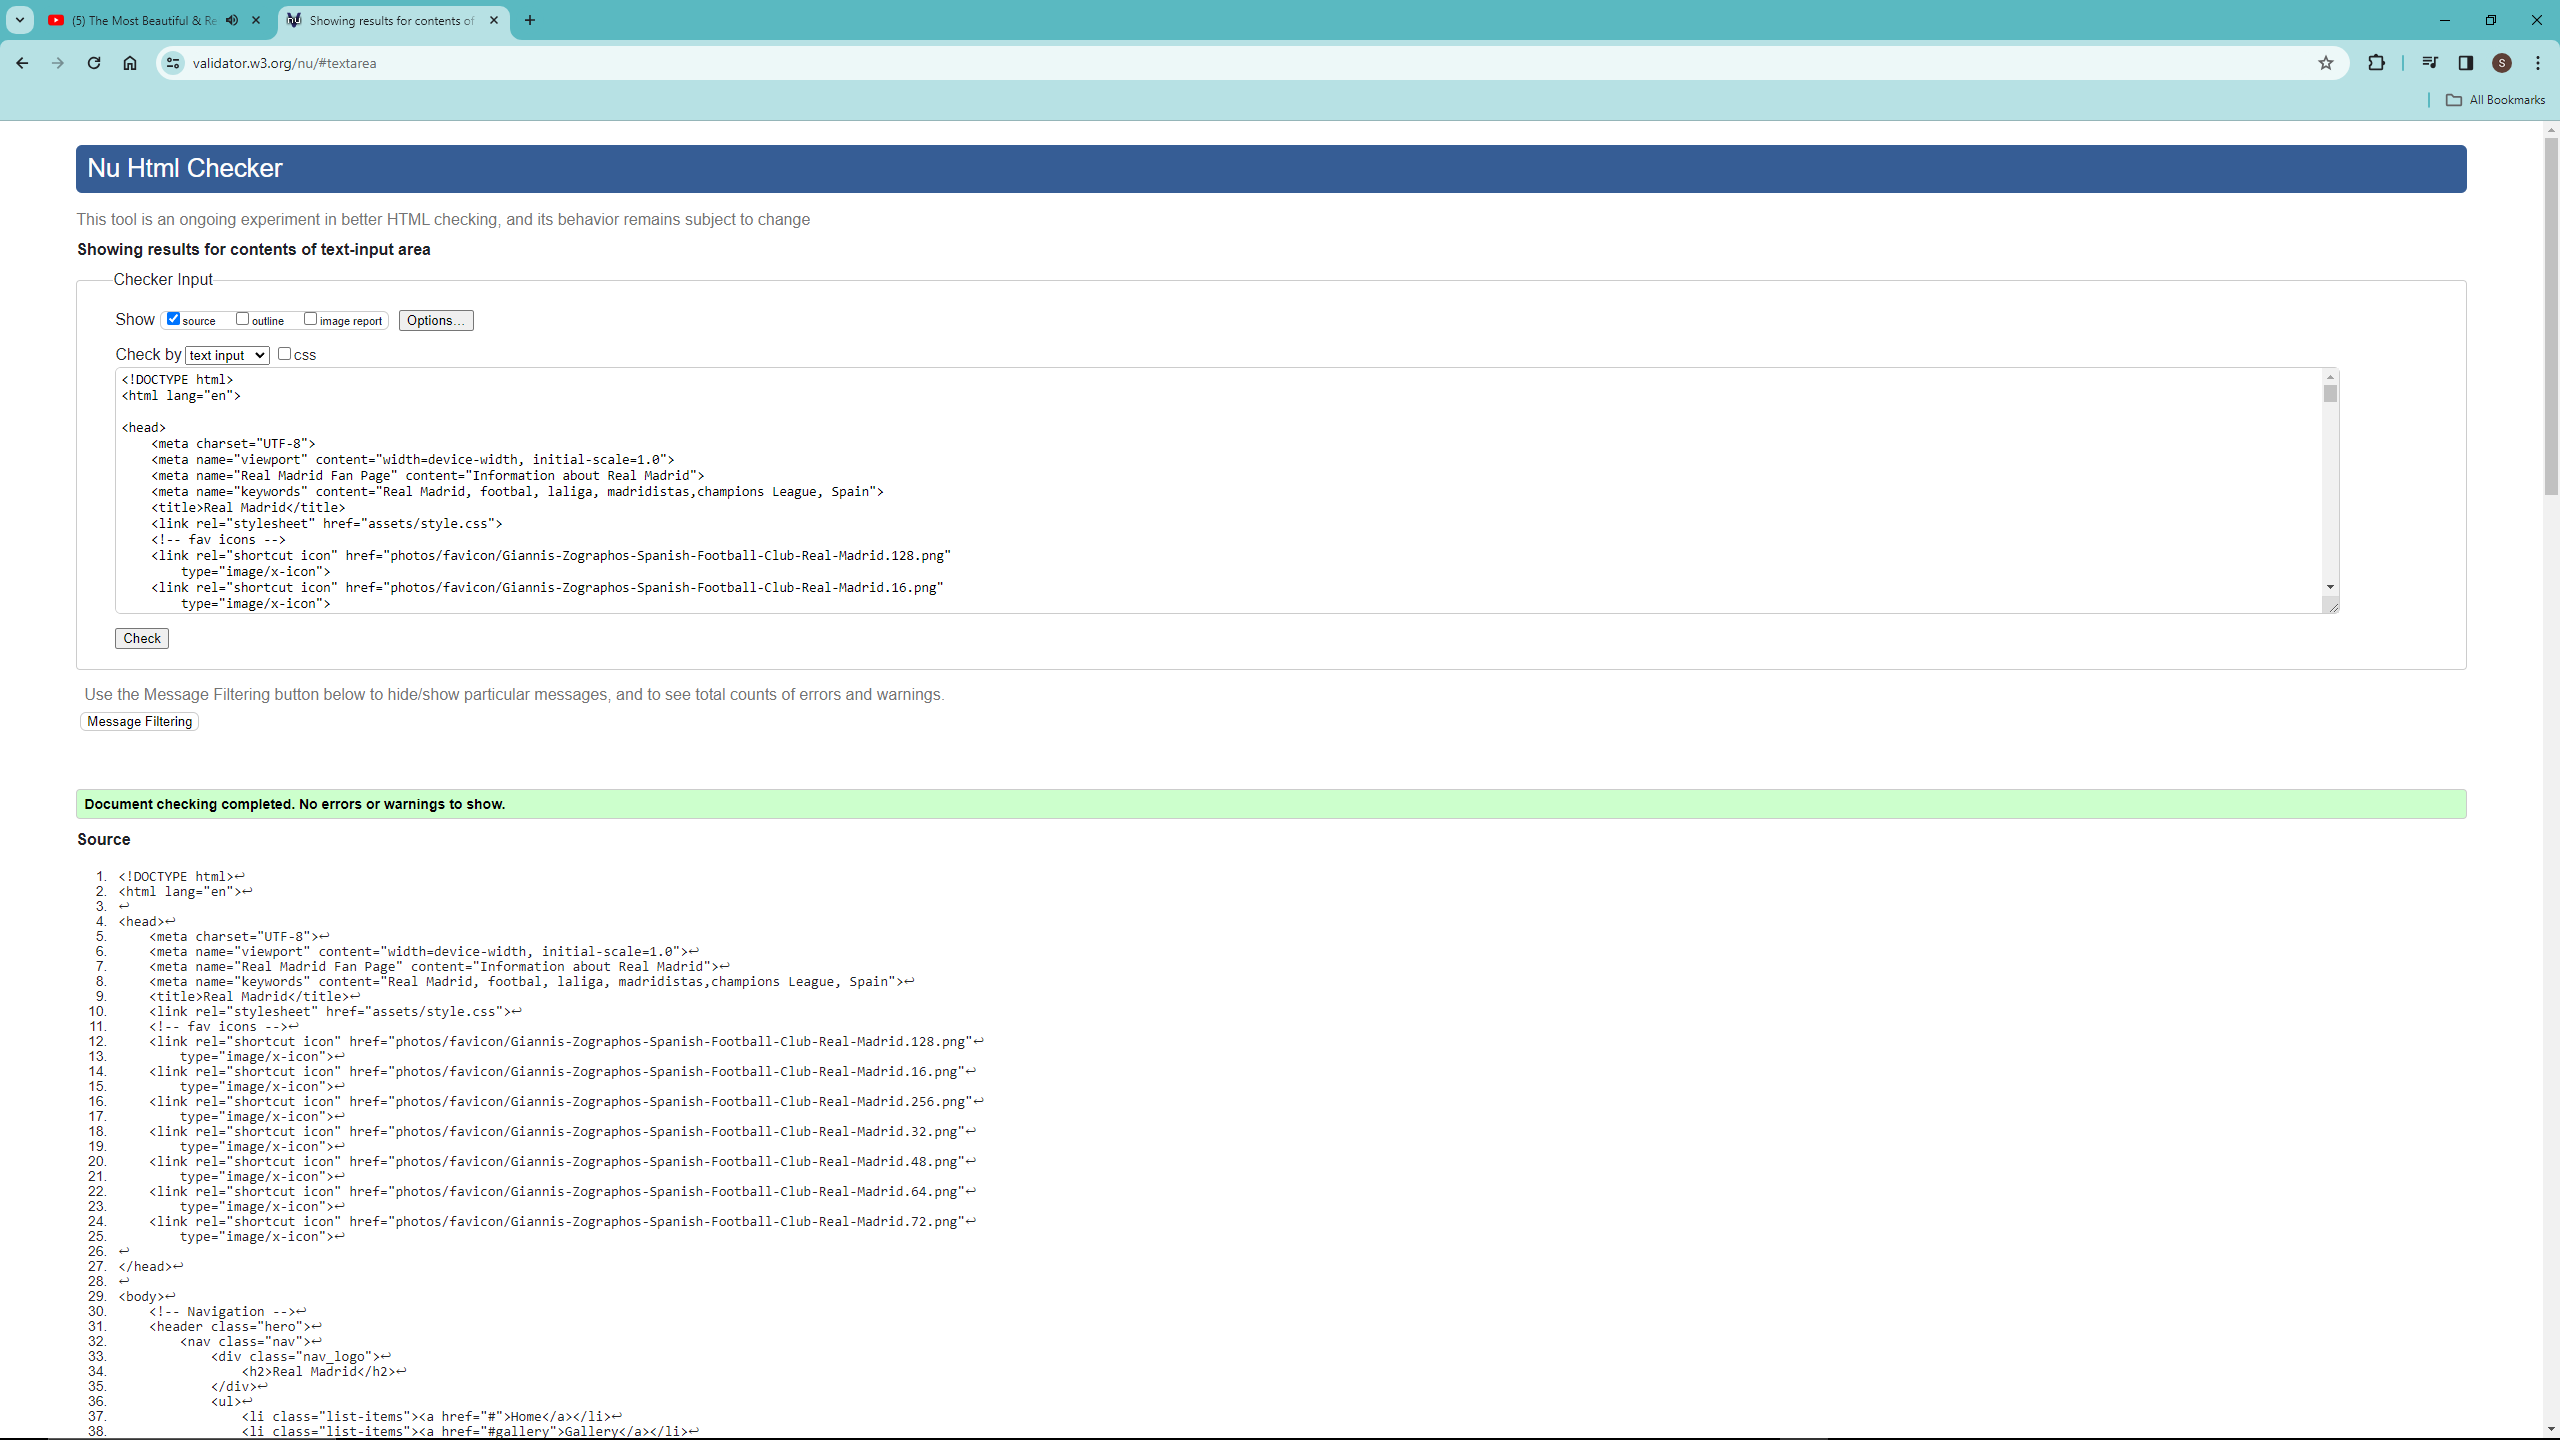 (5) The Most Beautiful & Re
Showing results for contents of
validator.w3.org/nu/#textarea
S
All Bookmarks
Nu Html Checker
This tool is an ongoing experiment in better HTML checking, and its behavior remains subject to change
Showing results for contents of text-input area
Checker Input
Show source outline image report Options...
Check by text input css
<!DOCTYPE html>
<html lang="en">
<head>
<meta charset="UTF-8">
<meta name="viewport" content="width=device-width, initial-scale=1.0">
<meta name="Real Madrid Fan Page" content="Information about Real Madrid">
<meta name="keywords" content="Real Madrid, footbal, laliga, madridistas,champions League, Spain">
<title>Real Madrid</title>
<link rel="stylesheet" href="assets/style.css">
<!-- fav icons -->
<link rel="shortcut icon" href="photos/favicon/Giannis-Zographos-Spanish-Football-Club-Real-Madrid.128.png"
type="image/x-icon">
<link rel="shortcut icon" href="photos/favicon/Giannis-Zographos-Spanish-Football-Club-Real-Madrid.16.png"
type="image/x-icon">
Check
Use the Message Filtering button below to hide/show particular messages, and to see total counts of errors and warnings.
Message Filtering
Document checking completed. No errors or warnings to show.
Source
1. <!DOCTYPE html>↩
2. <html lang="en">↩
3. ↩
4. <head>↩
5. <meta charset="UTF-8">↩
6. <meta name="viewport" content="width=device-width, initial-scale=1.0">↩
7. <meta name="Real Madrid Fan Page" content="Information about Real Madrid">↩
8. <meta name="keywords" content="Real Madrid, footbal, laliga, madridistas,champions League, Spain">↩
9. <title>Real Madrid</title>↩
10. <link rel="stylesheet" href="assets/style.css">↩
11. <!-- fav icons -->↩
12. <link rel="shortcut icon" href="photos/favicon/Giannis-Zographos-Spanish-Football-Club-Real-Madrid.128.png"↩
13. type="image/x-icon">↩
14. <link rel="shortcut icon" href="photos/favicon/Giannis-Zographos-Spanish-Football-Club-Real-Madrid.16.png"↩
15. type="image/x-icon">↩
16. <link rel="shortcut icon" href="photos/favicon/Giannis-Zographos-Spanish-Football-Club-Real-Madrid.256.png"↩
17. type="image/x-icon">↩
18. <link rel="shortcut icon" href="photos/favicon/Giannis-Zographos-Spanish-Football-Club-Real-Madrid.32.png"↩
19. type="image/x-icon">↩
20. <link rel="shortcut icon" href="photos/favicon/Giannis-Zographos-Spanish-Football-Club-Real-Madrid.48.png"↩
21. type="image/x-icon">↩
22. <link rel="shortcut icon" href="photos/favicon/Giannis-Zographos-Spanish-Football-Club-Real-Madrid.64.png"↩
23. type="image/x-icon">↩
24. <link rel="shortcut icon" href="photos/favicon/Giannis-Zographos-Spanish-Football-Club-Real-Madrid.72.png"↩
25. type="image/x-icon">↩
26. ↩
27. </head>↩
28. ↩
29. <body>↩
30. <!-- Navigation -->↩
31. <header class="hero">↩
32. <nav class="nav">↩
33. <div class="nav_logo">↩
34. <h2>Real Madrid</h2>↩
35. </div>↩
36. <ul>↩
37. <li class="list-items"><a href="#">Home</a></li>↩
38. <li class="list-items"><a href="#gallery">Gallery</a></li>↩